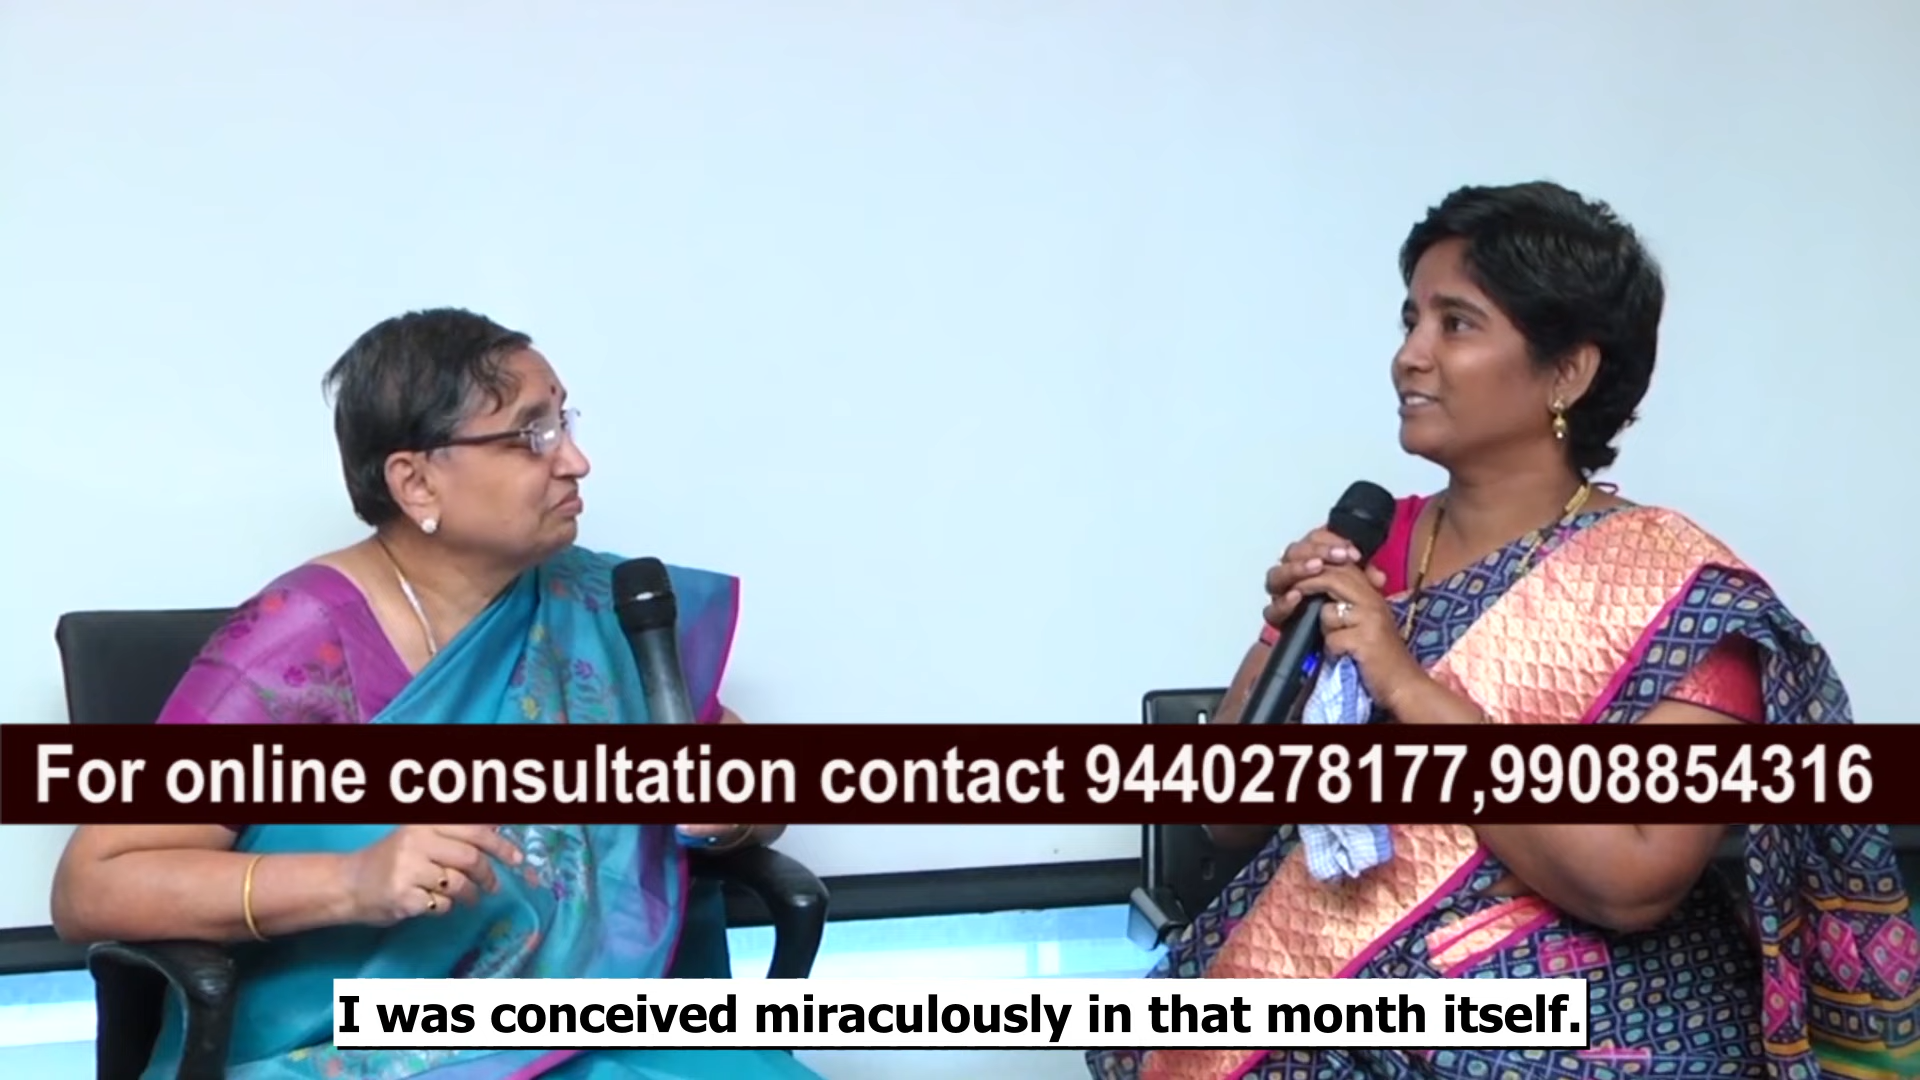 For online consultation contact 9440278177,9908854316
I was conceived miraculously in that month itself.